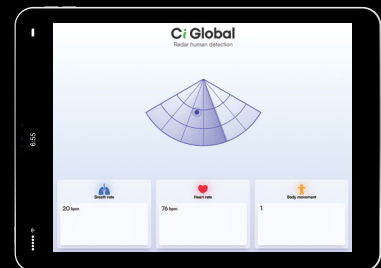 Ci Global
Radar human detection
Breath rate
Heart rate
Body movement
20 bpm
76 bpm
1
6:55